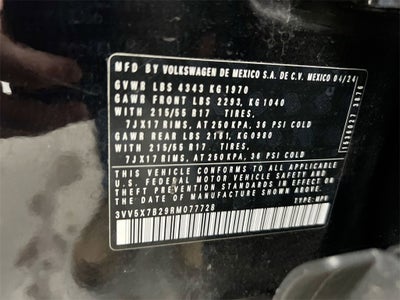 MFD BY VOLKSWAGEN DE MEXICO S.A. DE C.V. MEXICO 04/24
GVWR LBS 4343 KG 1970
GAWR FRONT LBS 2293, KG 1040
WITH 215/55 R17 TIRES,
7JX17 RIMS, AT 250 KPA, 36 PSI COLD
GAWR REAR LBS 2161, KG 0980
WITH 215/55 R17 TIRES,
7JX17 RIMS, AT 250 KPA, 36 PSI COLD
THIS VEHICLE CONFORMS TO ALL APPLICABLE
U.S. FEDERAL MOTOR VEHICLE SAFETY AND
THEFT PREVENTION STANDARDS IN EFFECT ON
THE DATE OF MANUFACTURE SHOWN ABOVE.
3VV5X7B29RM077728
TYPE: MPV